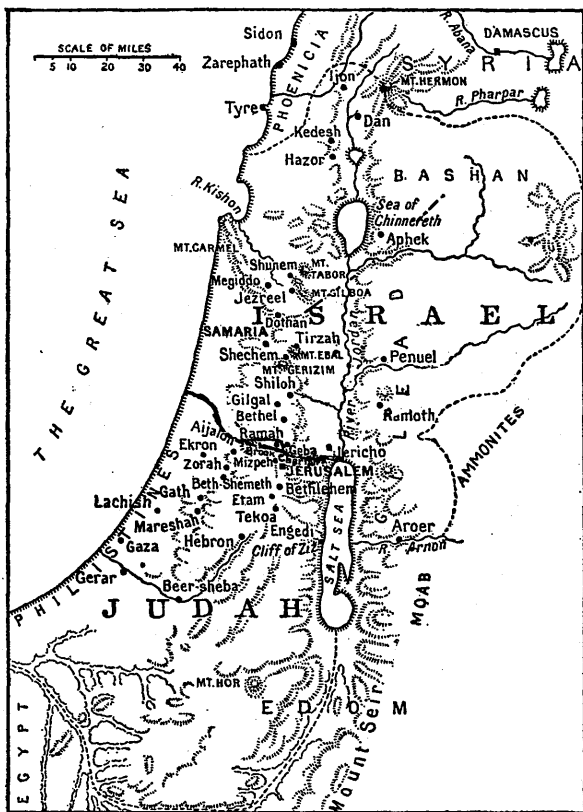 SCALE OF MILES
5 10 20 30 40
Sidon
Zarephath
PHOENICIA
Tyre
Ijon
R. Abana
DAMASCUS
SYRIA
MT. HERMON
R. Pharpar
Dan
Kedesh
Hazor
BASHAN
Sea of
Chinnereth
Aphek
R. Kishon
THE GREAT SEA
MT. CARMEL
Shunem
MT.
TABOR
Megiddo
Jezreel
MT. GILBOA
ISRAEL
Dothan
SAMARIA
Tirzah
Shechem
MT. EBAL
MT. GERIZIM
Penuel
River Jordan
GILEAD
Shiloh
Gilgal
Bethel
Ramoth
Ramah
Aijalon
Geba
Jericho
Ekron
Mizpeh
Zorah
JERUSALEM
AMMONITES
Beth-Shemeth
Bethlehem
Gath
Etam
Lachish
Mareshah
Tekoa
Engedi
Aroer
Hebron
Cliff of Ziz
SALT SEA
R. Arnon
Gaza
Gerar
PHILISTINES
Beer-sheba
JUDAH
MOAB
MT. HOR
EDOM
Mount Seir
EGYPT